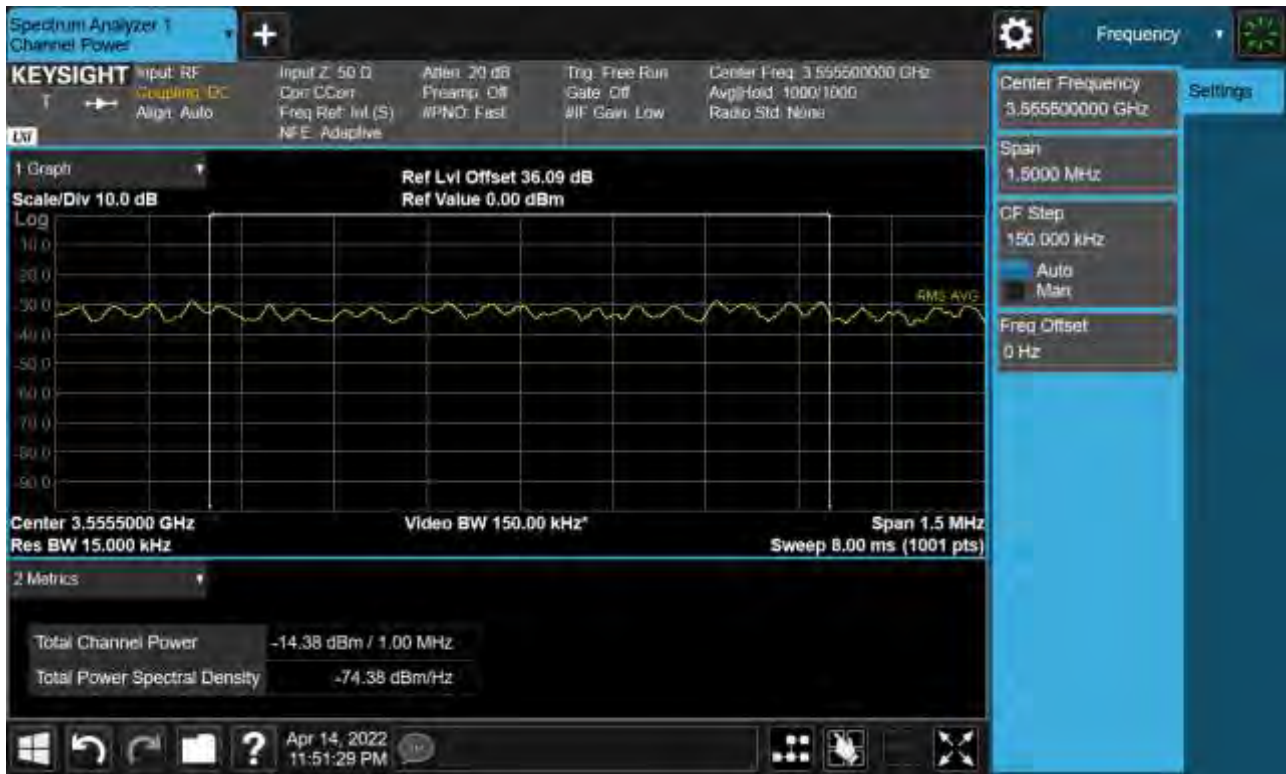 Spectrum Analyzer 1
Channel Power
Frequency
KEYSIGHT Input: RF
Coupling: DC
Align: Auto
LXI
Input Z: 50 Ω
Corr CCorr
Freq Ref: Int (S)
NFE: Adaptive
Atten: 20 dB
Preamp: Off
#PNO: Fast
Trig: Free Run
Gate: Off
#IF Gain: Low
Center Freq: 3.555500000 GHz
Avg|Hold: 1000/1000
Radio Std: None
Center Frequency
3.555500000 GHz
Settings
Span
1.5000 MHz
CF Step
150.000 kHz
Auto
Man
Freq Offset
0 Hz
1 Graph
Scale/Div 10.0 dB
Ref Lvl Offset 36.09 dB
Ref Value 0.00 dBm
Log
-10.0
-20.0
-30.0
-40.0
-50.0
-60.0
-70.0
-80.0
-90.0
RMS AVG
Center 3.5555000 GHz
Res BW 15.000 kHz
Video BW 150.00 kHz*
Span 1.5 MHz
Sweep 8.00 ms (1001 pts)
2 Metrics
Total Channel Power -14.38 dBm / 1.00 MHz
Total Power Spectral Density -74.38 dBm/Hz
? Apr 14, 2022
11:51:29 PM